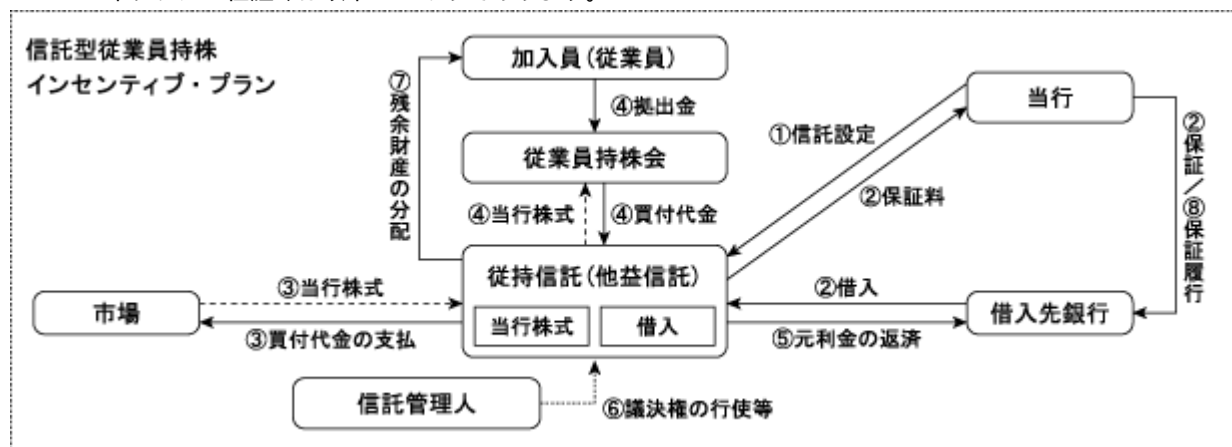 信託型従業員持株
インセンティブ・プラン
加入員(従業員)
⑦残余財産の分配
④拠出金
当行
①信託設定
②保証/⑧保証履行
従業員持株会
②保証料
④当行株式
④買付代金
従持信託(他益信託)
③当行株式
②借入
市場
当行株式
借入
借入先銀行
③買付代金の支払
⑤元利金の返済
信託管理人
⑥議決権の行使等